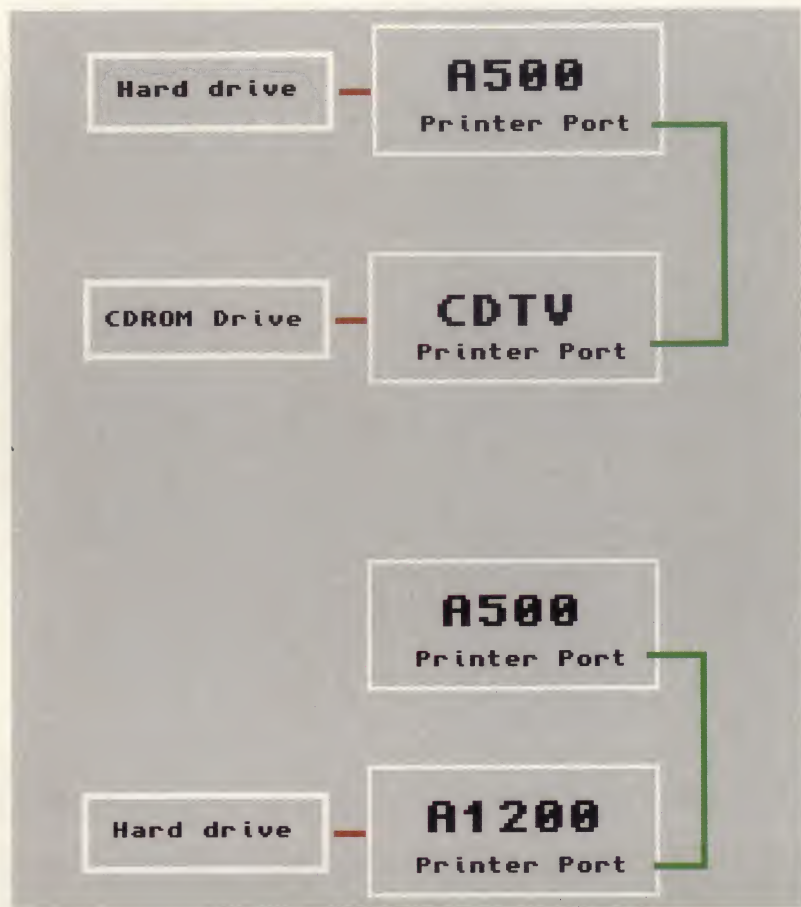 Hard drive
A500
Printer Port
CDROM Drive
CDTV
Printer Port
A500
Printer Port
Hard drive
A1200
Printer Port